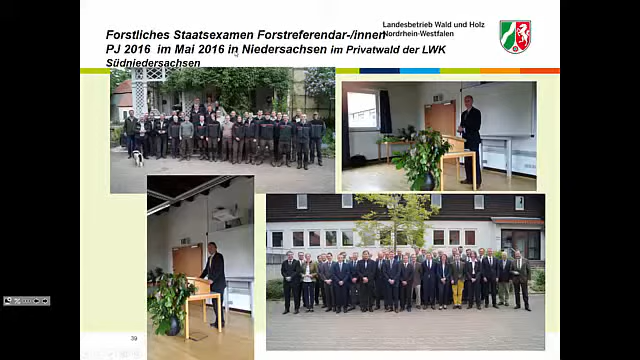 Forstliches Staatsexamen Forstreferendar-/innen
PJ 2016 im Mai 2016 in Niedersachsen im Privatwald der LWK
Südniedersachsen
Landesbetrieb Wald und Holz
Nordrhein-Westfalen
39